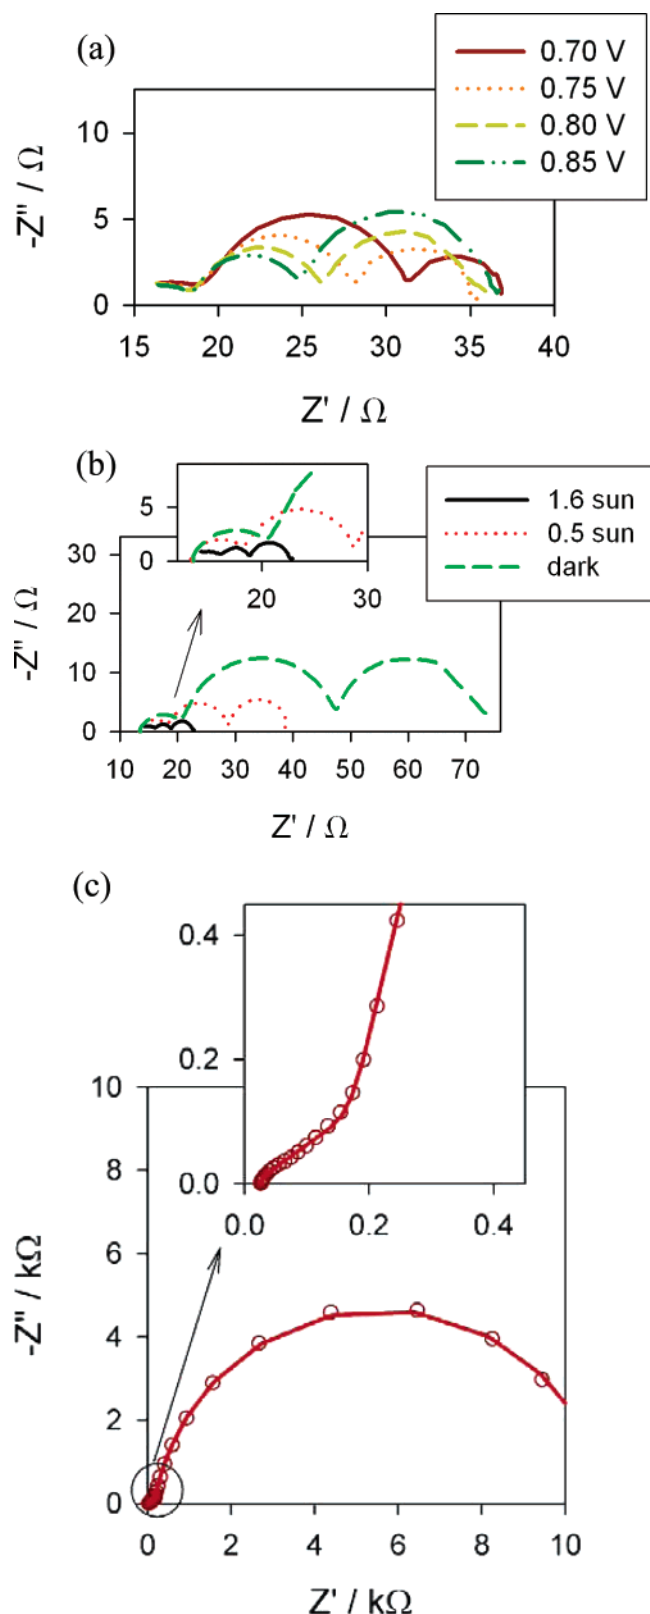 (a)
0.70 V
0.75 V
0.80 V
0.85 V
-Z" / Ω
10
5
0
15 20 25 30 35 40
Z' / Ω
(b)
1.6 sun
0.5 sun
dark
5
0
20 30
-Z" / Ω
30
20
10
0
10 20 30 40 50 60 70
Z' / Ω
(c)
0.4
0.2
0.0
0.0 0.2 0.4
-Z" / kΩ
10
8
6
4
2
0
0 2 4 6 8 10
Z' / kΩ